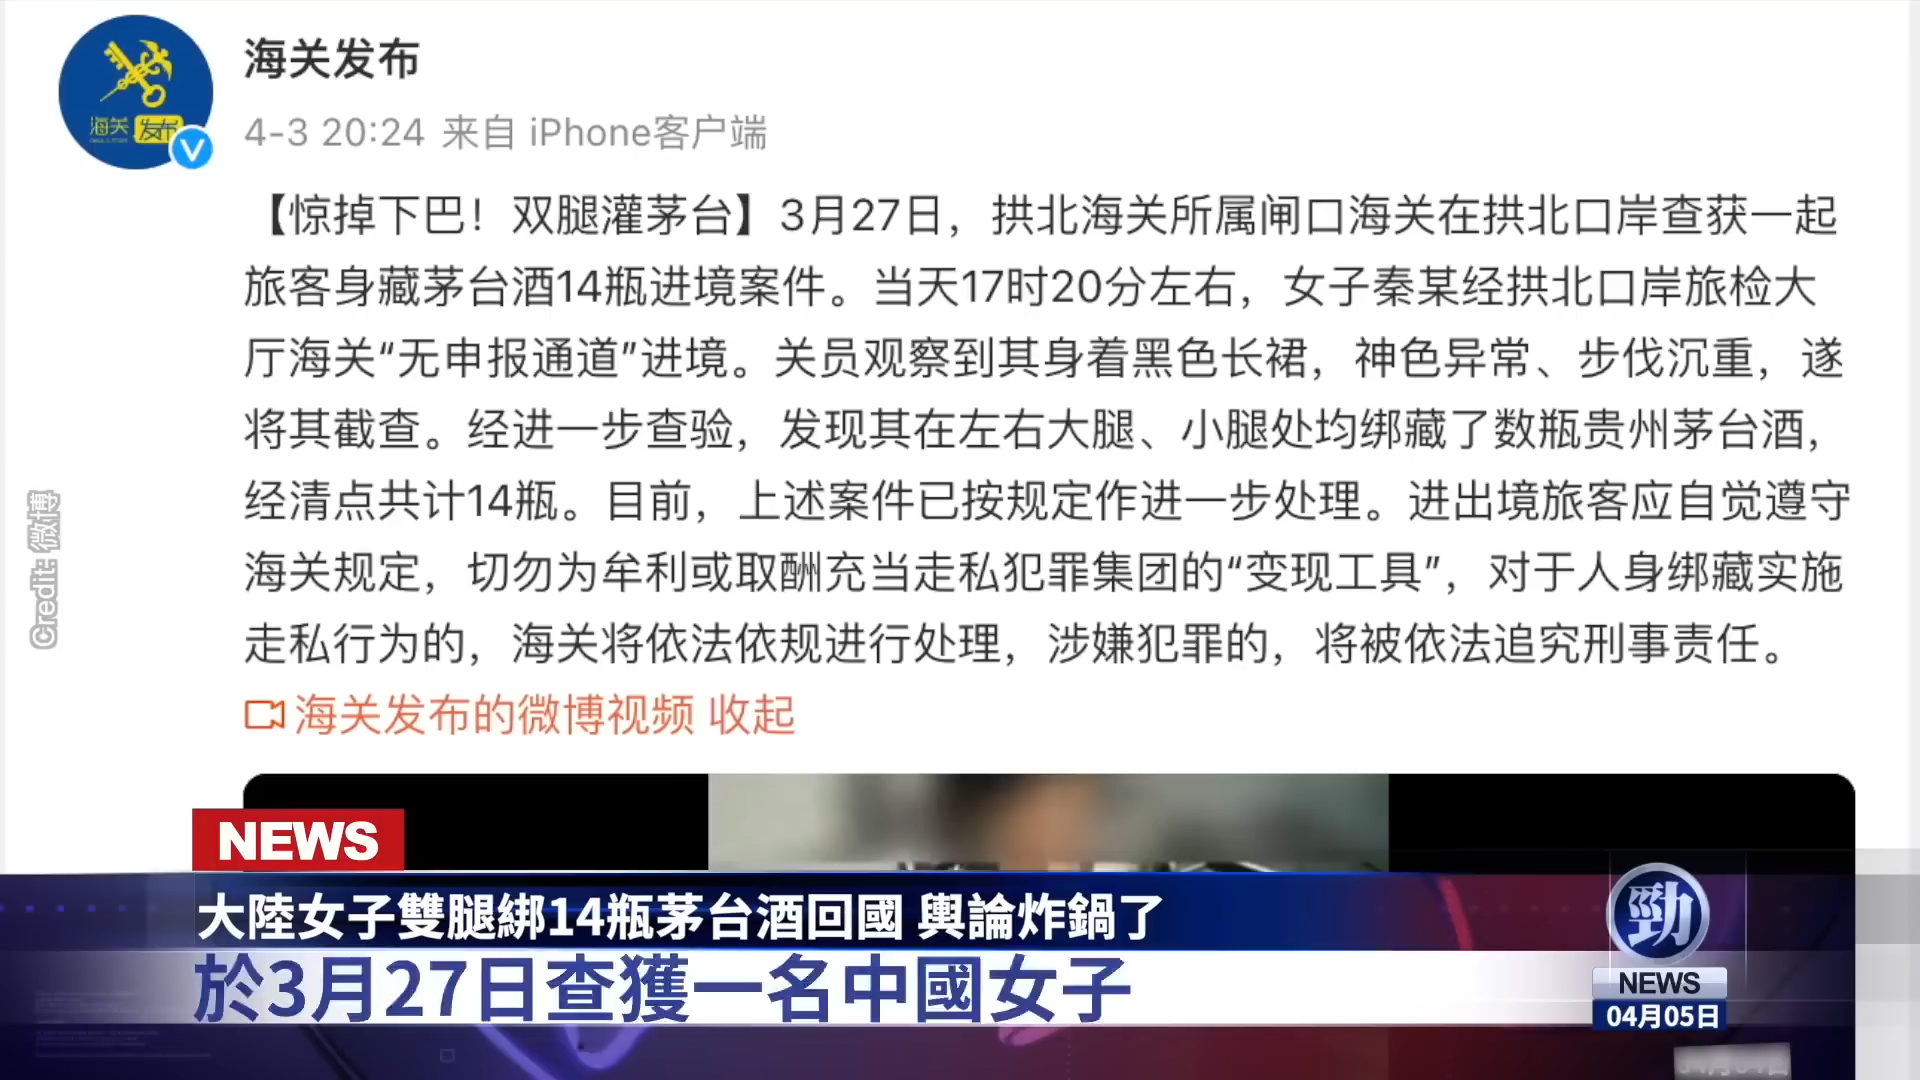 海关发布
4-3 20:24 来自 iPhone客户端
海关 发布
【惊掉下巴！双腿灌茅台】3月27日，拱北海关所属闸口海关在拱北口岸查获一起
旅客身藏茅台酒14瓶进境案件。当天17时20分左右，女子秦某经拱北口岸旅检大
厅海关“无申报通道”进境。关员观察到其身着黑色长裙，神色异常、步伐沉重，遂
将其截查。经进一步查验，发现其在左右大腿、小腿处均绑藏了数瓶贵州茅台酒，
经清点共计14瓶。目前，上述案件已按规定作进一步处理。进出境旅客应自觉遵守
海关规定，切勿为牟利或取酬充当走私犯罪集团的“变现工具”，对于人身绑藏实施
走私行为的，海关将依法依规进行处理，涉嫌犯罪的，将被依法追究刑事责任。
海关发布的微博视频 收起
Credit: 微博
NEWS
大陸女子雙腿綁14瓶茅台酒回國 輿論炸鍋了
於3月27日查獲一名中國女子
勁
NEWS
04月05日